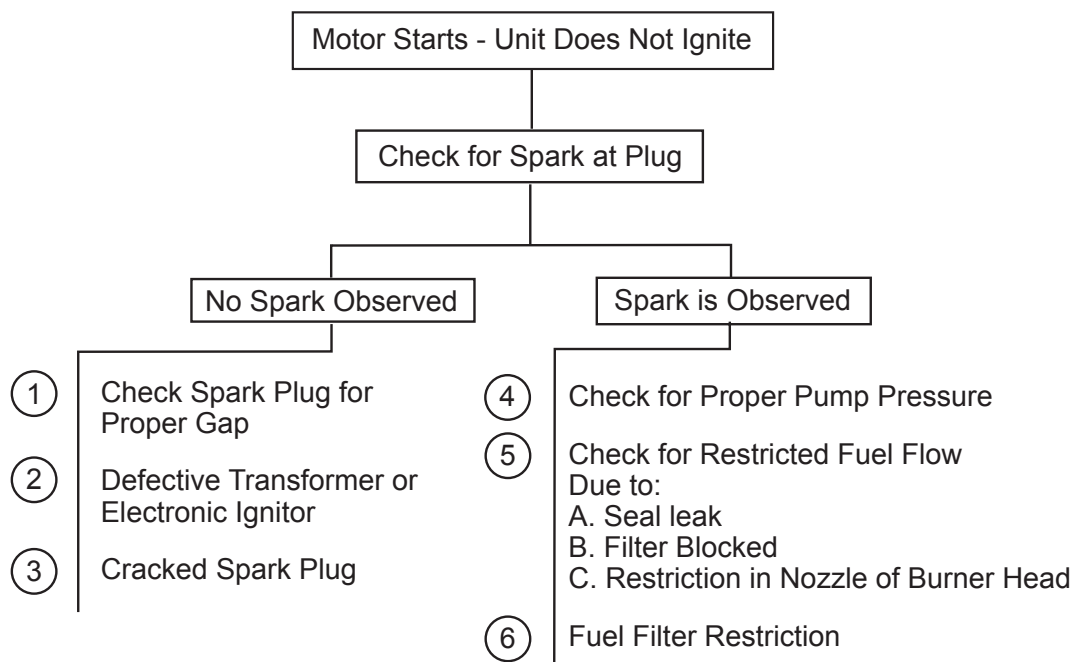 Motor Starts - Unit Does Not Ignite
Check for Spark at Plug
No Spark Observed
1 Check Spark Plug for
Proper Gap
2 Defective Transformer or
Electronic Ignitor
3 Cracked Spark Plug
Spark is Observed
4 Check for Proper Pump Pressure
5 Check for Restricted Fuel Flow
Due to:
A. Seal leak
B. Filter Blocked
C. Restriction in Nozzle of Burner Head
6 Fuel Filter Restriction